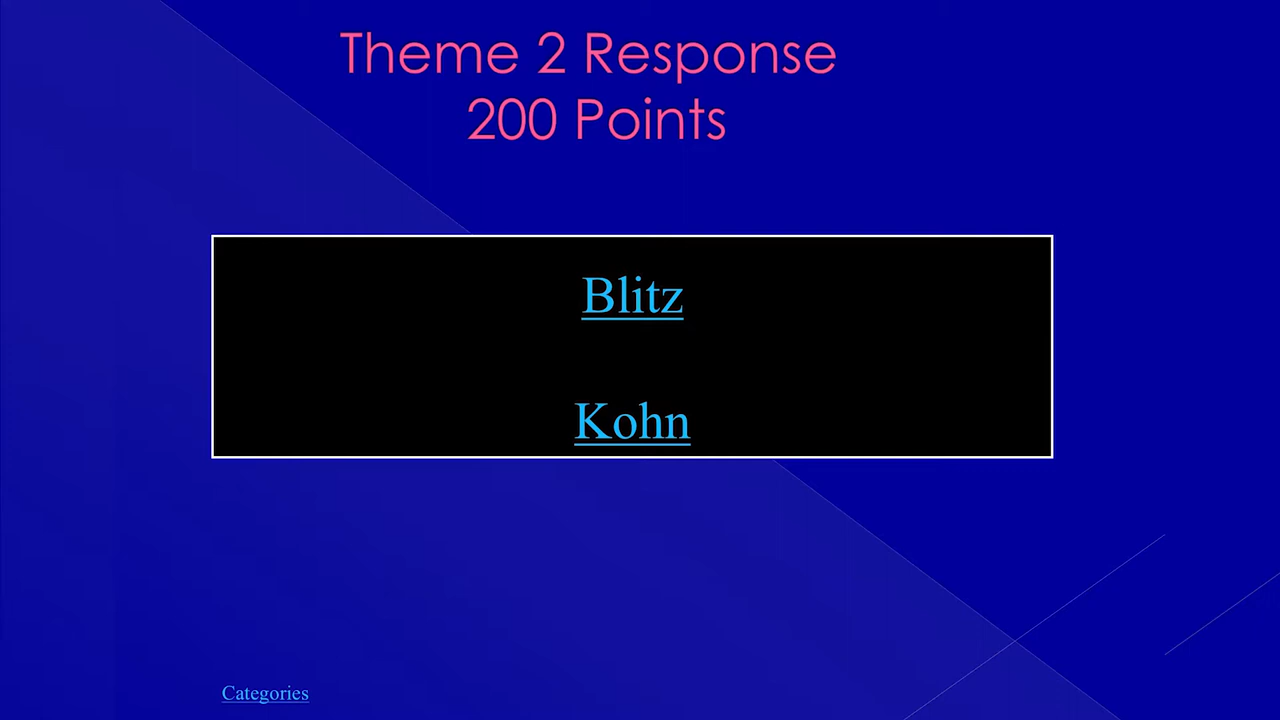 Theme 2 Response
200 Points
Blitz
Kohn
Categories